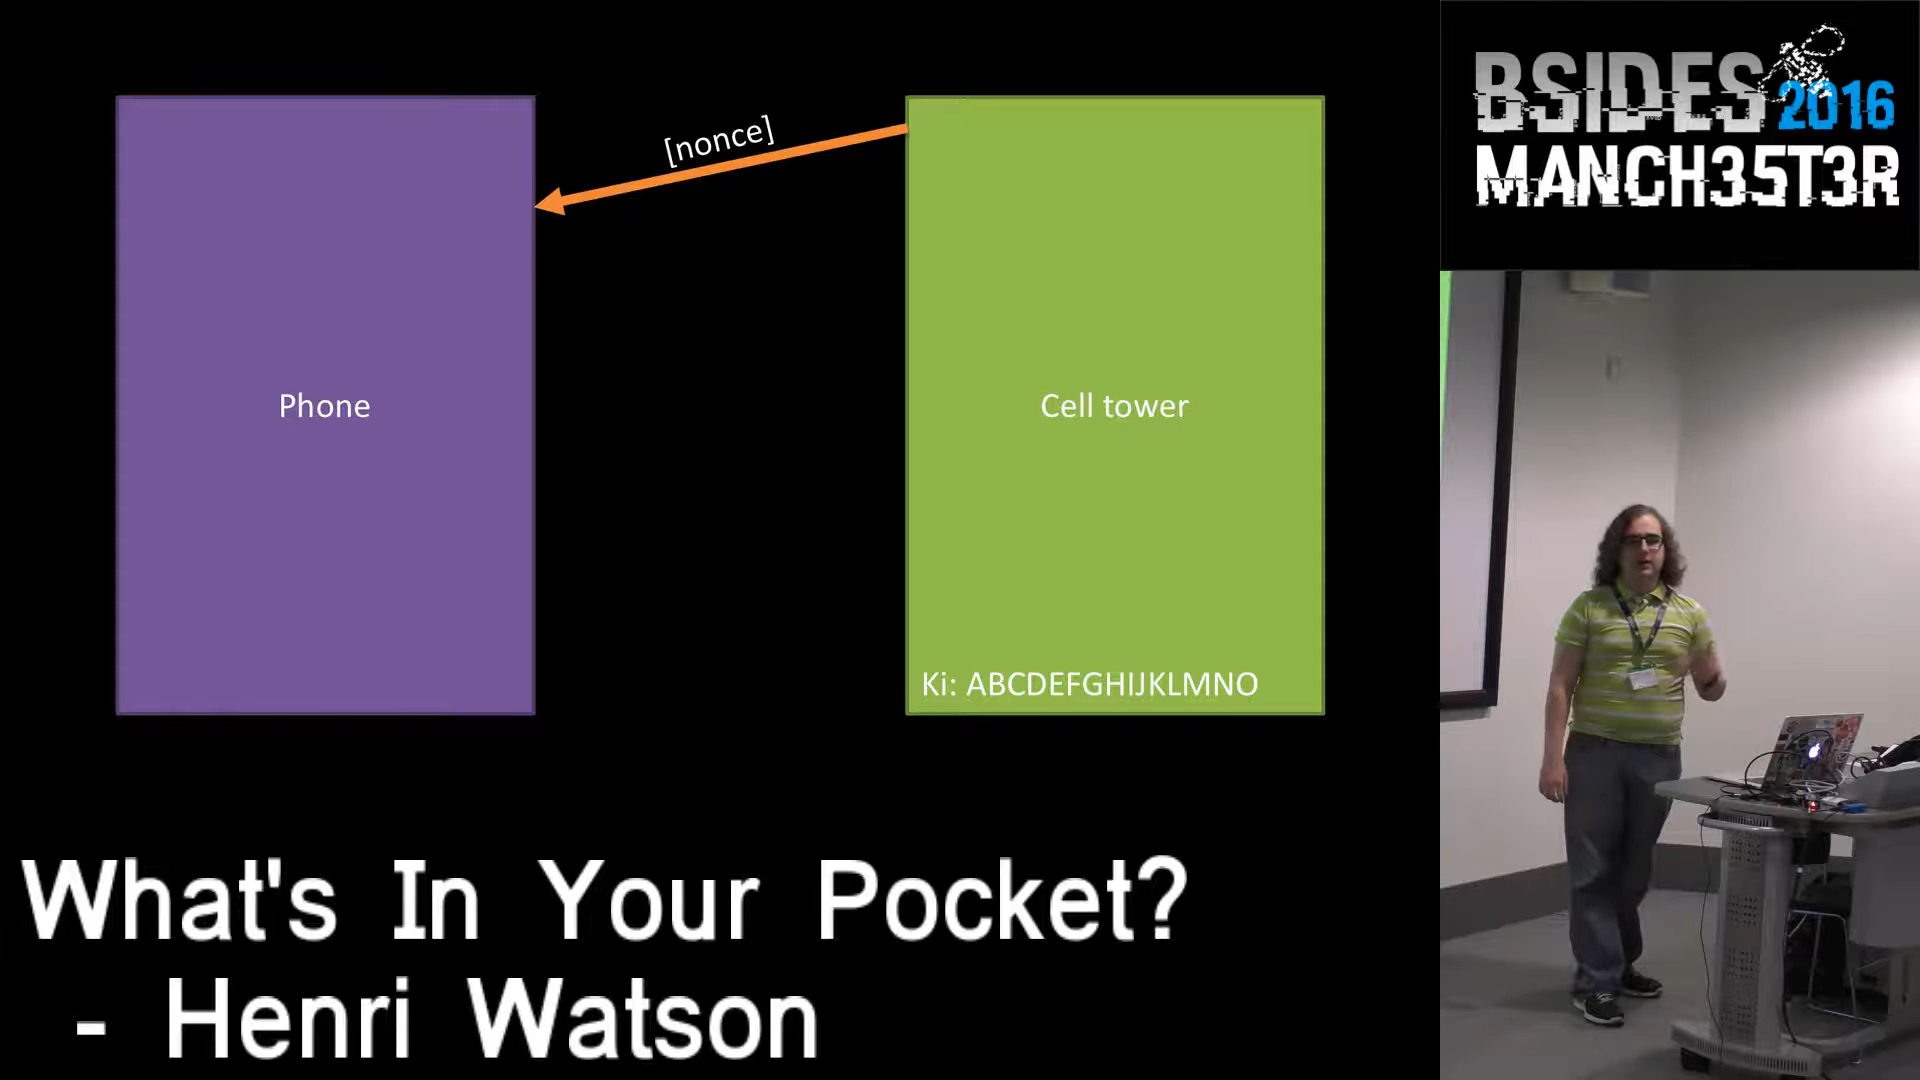 [nonce]
Phone
Cell tower
Ki: ABCDEFGHIJKLMNO
What's In Your Pocket?
- Henri Watson
BSIDES 2016
MANCH35T3R